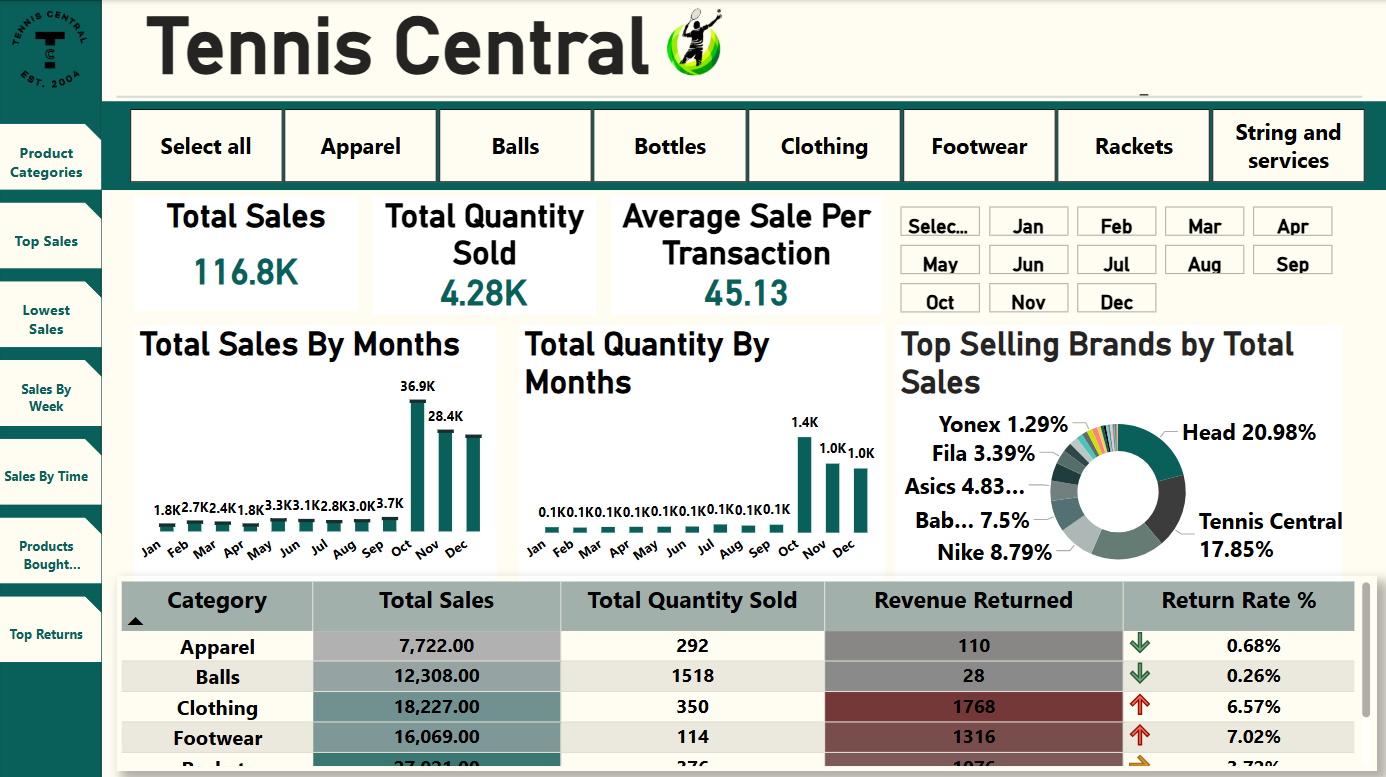 TENNIS CENTRAL
TC
EST. 2004
Tennis Central
Product
Categories
Top Sales
Lowest
Sales
Sales By
Week
Sales By Time
Products
Bought...
Top Returns
Select all
Apparel
Balls
Bottles
Clothing
Footwear
Rackets
String and
services
Total Sales
116.8K
Total Quantity
Sold
4.28K
Average Sale Per
Transaction
45.13
Selec... Jan Feb Mar Apr
May Jun Jul Aug Sep
Oct Nov Dec
Total Sales By Months
36.9K
28.4K
1.8K 2.7K 2.4K 1.8K 3.3K 3.1K 2.8K 3.0K 3.7K
Jan Feb Mar Apr May Jun Jul Aug Sep Oct Nov Dec
Total Quantity By
Months
1.4K
1.0K 1.0K
0.1K 0.1K 0.1K 0.1K 0.1K 0.1K 0.1K 0.1K 0.1K
Jan Feb Mar Apr May Jun Jul Aug Sep Oct Nov Dec
Top Selling Brands by Total
Sales
Yonex 1.29%
Fila 3.39%
Asics 4.83...
Bab... 7.5%
Nike 8.79%
Head 20.98%
Tennis Central
17.85%
Category Total Sales Total Quantity Sold Revenue Returned Return Rate %
Apparel 7,722.00 292 110 0.68%
Balls 12,308.00 1518 28 0.26%
Clothing 18,227.00 350 1768 6.57%
Footwear 16,069.00 114 1316 7.02%